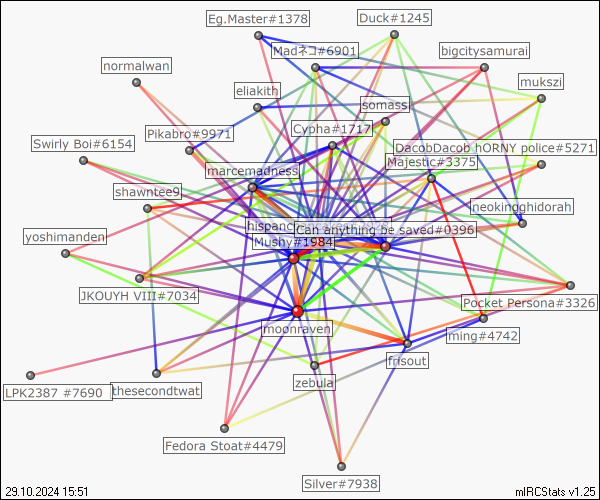 Eg.Master#1378
Duck#1245
Madネコ#6901
bigcitysamurai
normalwan
mukszi
eliakith
somass
Cypha#1717
Pikabro#9971
Swirly Boi#6154
DacobDacob hORNY police#5271
Majestic#3375
marcemadness
shawntee9
neokingghidorah
hispanc
Can anything be saved#0396
yoshimanden
Mushy#1984
JKOUYH VIII#7034
Pocket Persona#3326
moonraven
ming#4742
frisout
zebula
LPK2387 #7690
thesecondtwat
Fedora Stoat#4479
Silver#7938
29.10.2024 15:51
mIRCStats v1.25